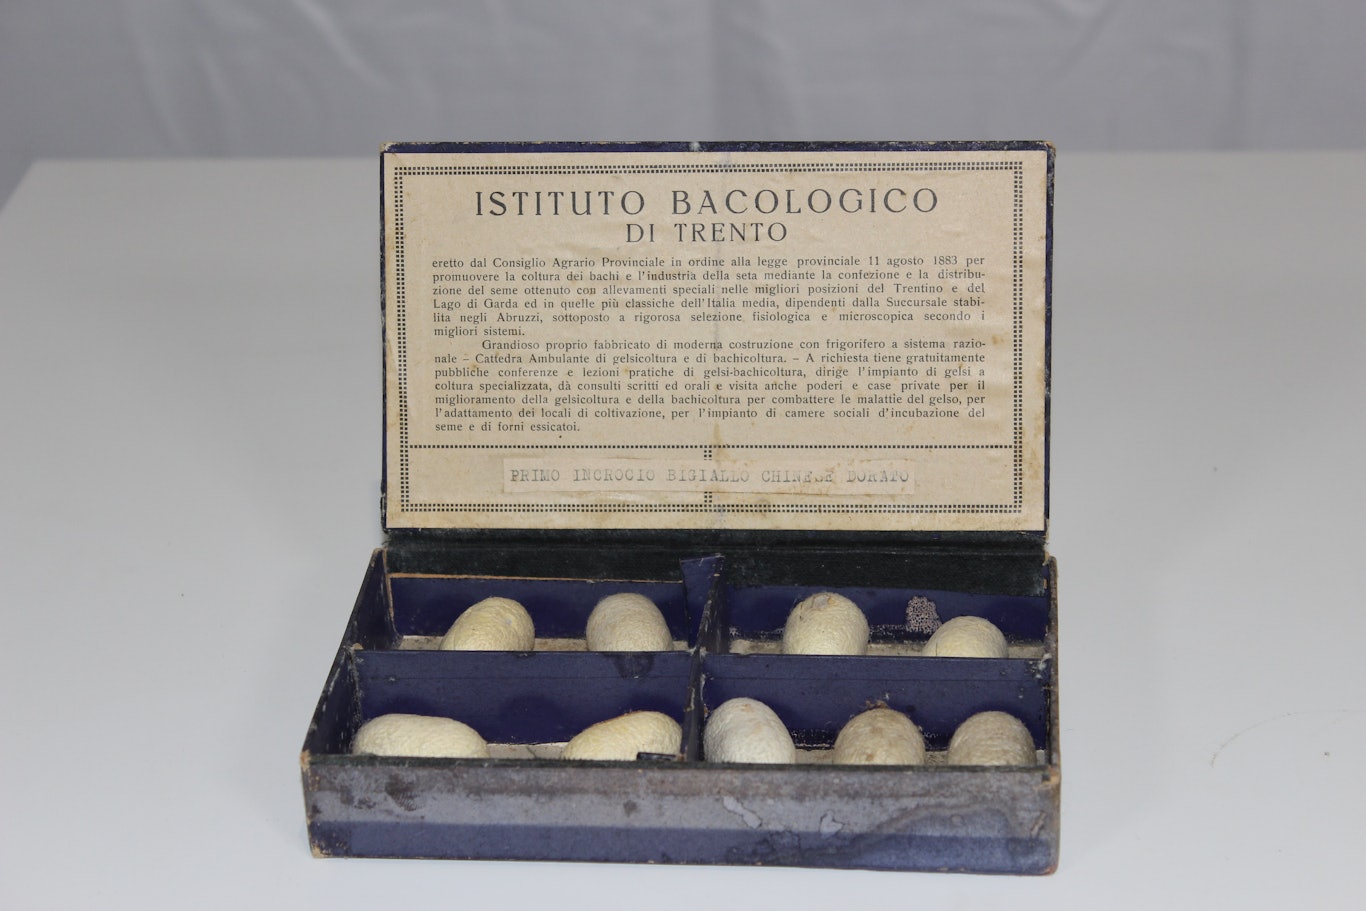 ISTITUTO BACOLOGICO
DI TRENTO
eretto dal Consiglio Agrario Provinciale in ordine alla legge provinciale 11 agosto 1883 per
promuovere la coltura dei bachi e l'industria della seta mediante la confezione e la distribu-
zione del seme ottenuto con allevamenti speciali nelle migliori posizioni del Trentino e del
Lago di Garda ed in quelle più classiche dell'Italia media, dipendenti dalla Succursale stabi-
lita negli Abruzzi, sottoposto a rigorosa selezione fisiologica e microscopica secondo i
migliori sistemi.
Grandioso proprio fabbricato di moderna costruzione con frigorifero a sistema razio-
nale – Cattedra Ambulante di gelsicoltura e di bachicoltura. – A richiesta tiene gratuitamente
pubbliche conferenze e lezioni pratiche di gelsi-bachicoltura, dirige l'impianto di gelsi a
coltura specializzata, dà consulti scritti ed orali e visita anche poderi e case private per il
miglioramento della gelsicoltura e della bachicoltura per combattere le malattie del gelso, per
l'adattamento dei locali di coltivazione, per l'impianto di camere sociali d'incubazione del
seme e di forni essicatoi.
PRIMO INCROCIO BIGIALLO CHINESE DORATO